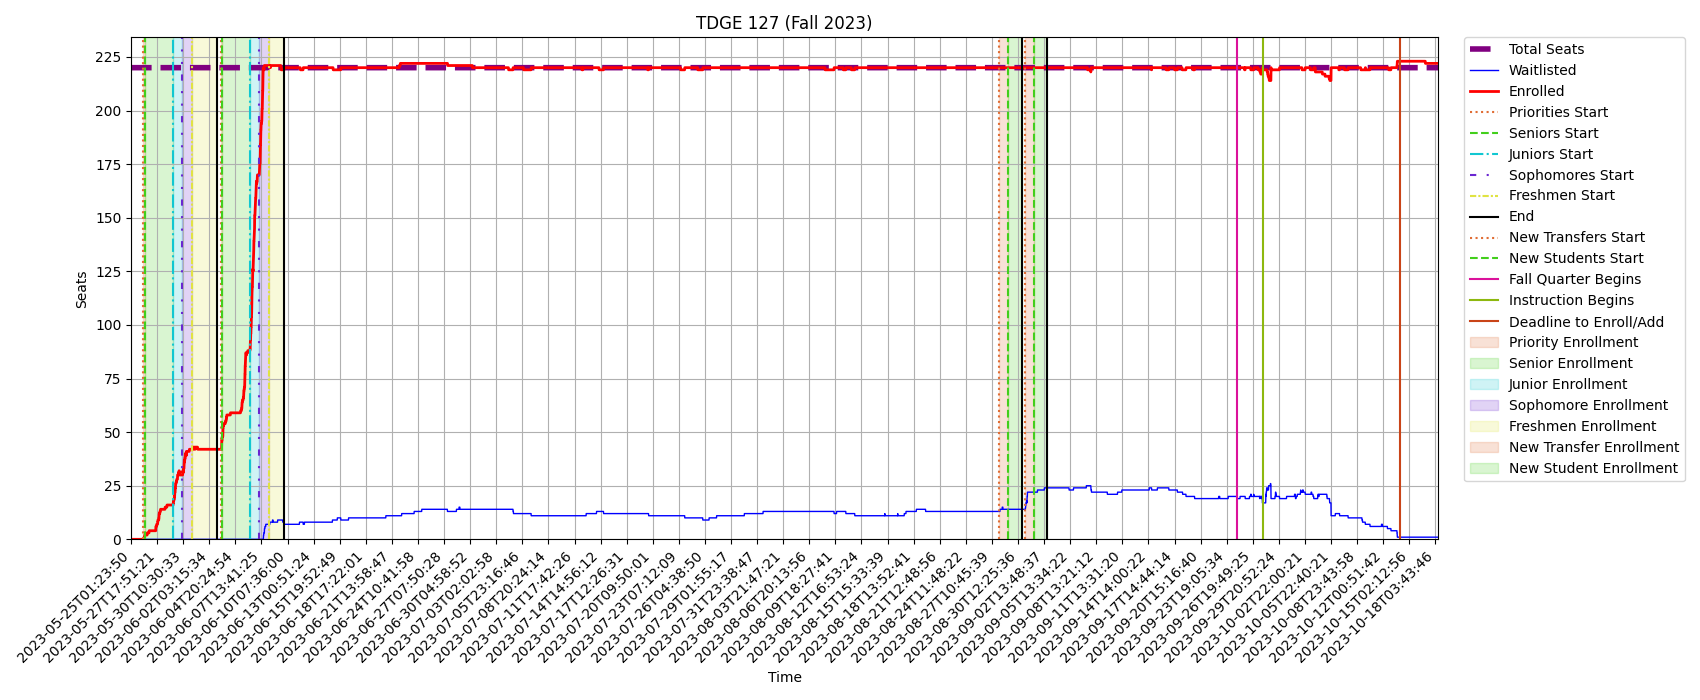 TDGE 127 (Fall 2023)
Seats
225
200
175
150
125
100
75
50
25
0
2023-05-25T01:23:50
2023-05-27T17:51:21
2023-05-30T10:30:33
2023-06-02T03:15:34
2023-06-04T20:24:54
2023-06-07T13:41:25
2023-06-10T07:36:00
2023-06-13T00:51:24
2023-06-15T19:52:49
2023-06-18T17:22:01
2023-06-21T13:58:47
2023-06-24T10:41:58
2023-06-27T07:50:28
2023-06-30T04:58:52
2023-07-03T02:02:58
2023-07-05T23:16:46
2023-07-08T20:24:14
2023-07-11T17:42:26
2023-07-14T14:56:12
2023-07-17T12:26:31
2023-07-20T09:50:01
2023-07-23T07:12:09
2023-07-26T04:38:50
2023-07-29T01:55:17
2023-07-31T23:38:47
2023-08-03T21:47:21
2023-08-06T20:13:56
2023-08-09T18:27:41
2023-08-12T16:53:24
2023-08-15T15:33:39
2023-08-18T13:52:41
2023-08-21T12:48:56
2023-08-24T11:48:22
2023-08-27T10:45:39
2023-08-30T12:25:36
2023-09-02T13:48:37
2023-09-05T15:34:22
2023-09-08T13:21:12
2023-09-11T13:31:20
2023-09-14T14:00:22
2023-09-17T14:44:14
2023-09-20T15:16:40
2023-09-23T19:05:34
2023-09-26T19:49:25
2023-09-29T20:52:24
2023-10-02T22:00:21
2023-10-05T22:40:21
2023-10-08T23:43:58
2023-10-12T00:51:42
2023-10-15T02:12:56
2023-10-18T03:43:46
Time
Total Seats
Waitlisted
Enrolled
Priorities Start
Seniors Start
Juniors Start
Sophomores Start
Freshmen Start
End
New Transfers Start
New Students Start
Fall Quarter Begins
Instruction Begins
Deadline to Enroll/Add
Priority Enrollment
Senior Enrollment
Junior Enrollment
Sophomore Enrollment
Freshmen Enrollment
New Transfer Enrollment
New Student Enrollment